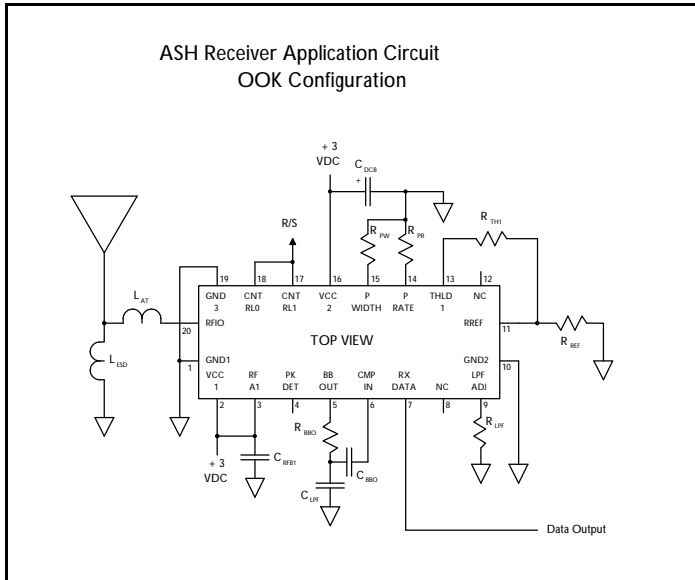 ASH Receiver Application Circuit
OOK Configuration
+ 3
VDC
C DCB
+
R/S
R PW
R PR
R TH1
19
18
17
16
15
14
13
12
GND
3
CNT
RL0
CNT
RL1
VCC
2
P
WIDTH
P
RATE
THLD
1
NC
L AT
20
RFIO
TOP VIEW
RREF
11
R REF
L ESD
1
GND1
GND2
10
VCC
1
RF
A1
PK
DET
BB
OUT
CMP
IN
RX
DATA
NC
LPF
ADJ
2
3
4
5
6
7
8
9
R BBO
R LPF
+ 3
VDC
C RFB1
C BBO
C LPF
Data Output